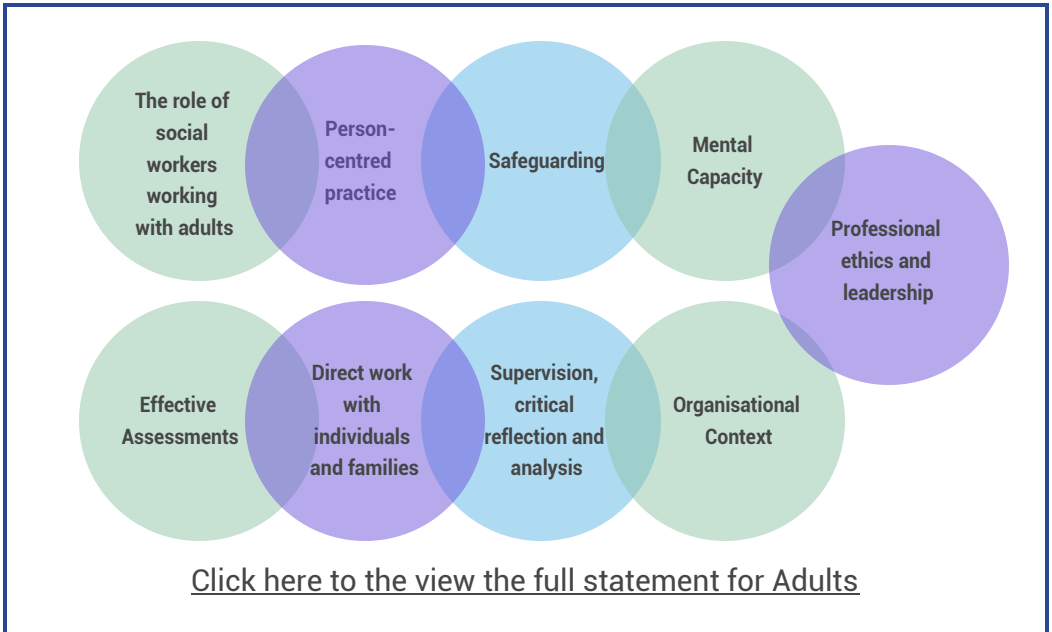 The role of
social
workers
working
with adults
Person-
centred
practice
Safeguarding
Mental
Capacity
Professional
ethics and
leadership
Effective
Assessments
Direct work
with
individuals
and families
Supervision,
critical
reflection and
analysis
Organisational
Context
Click here to the view the full statement for Adults